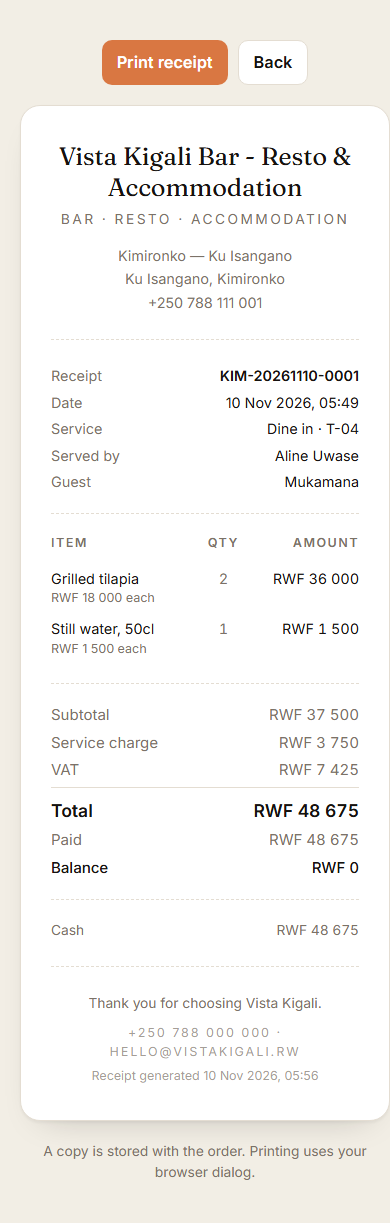 Print receipt Back
Vista Kigali Bar - Resto &
Accommodation
BAR · RESTO · ACCOMMODATION
Kimironko — Ku Isangano
Ku Isangano, Kimironko
+250 788 111 001
Receipt KIM-20261110-0001
Date 10 Nov 2026, 05:49
Service Dine in · T-04
Served by Aline Uwase
Guest Mukamana
ITEM QTY AMOUNT
Grilled tilapia 2 RWF 36 000
RWF 18 000 each
Still water, 50cl 1 RWF 1 500
RWF 1 500 each
Subtotal RWF 37 500
Service charge RWF 3 750
VAT RWF 7 425
Total RWF 48 675
Paid RWF 48 675
Balance RWF 0
Cash RWF 48 675
Thank you for choosing Vista Kigali.
+250 788 000 000 ·
HELLO@VISTAKIGALI.RW
Receipt generated 10 Nov 2026, 05:56
A copy is stored with the order. Printing uses your
browser dialog.